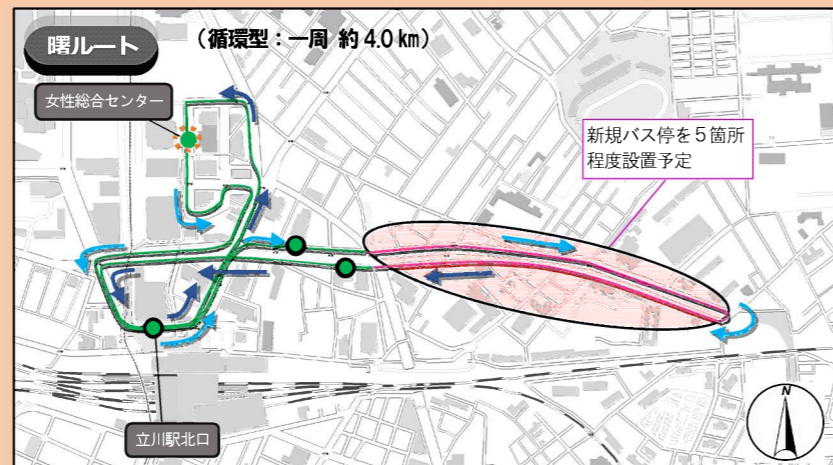 曙ルート
（循環型：一周 約4.0㎞）
女性総合センター
新規バス停を５箇所
程度設置予定
立川駅北口
N